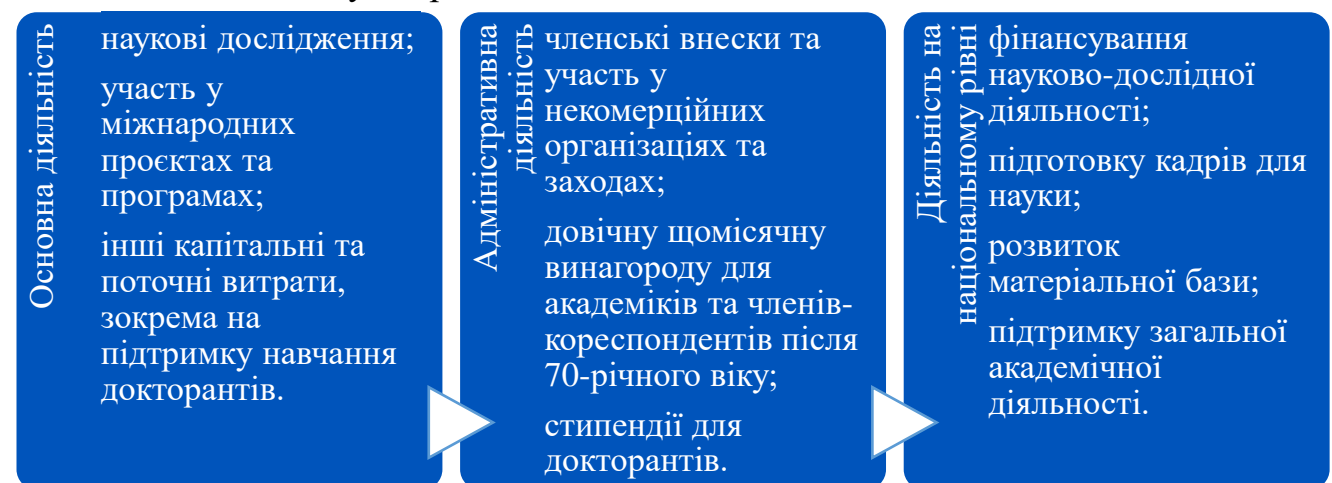 Основна діяльність
наукові дослідження;
участь у
міжнародних
проєктах та
програмах;
інші капітальні та
поточні витрати,
зокрема на
підтримку навчання
докторантів.
Адміністративна
діяльність
членські внески та
участь у
некомерційних
організаціях та
заходах;
довічну щомісячну
винагороду для
академіків та членів-
кореспондентів після
70-річного віку;
стипендії для
докторантів.
Діяльність на
національному рівні
фінансування
науково-дослідної
діяльності;
підготовку кадрів для
науки;
розвиток
матеріальної бази;
підтримку загальної
академічної
діяльності.